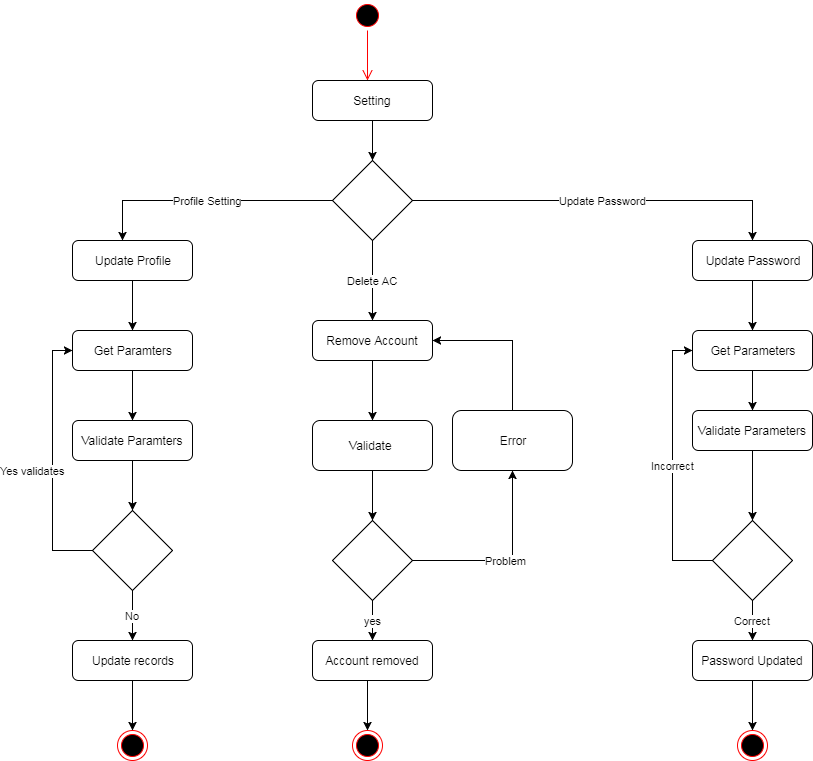 Setting
Profile Setting
Update Password
Update Profile
Delete AC
Update Password
Get Paramters
Remove Account
Get Parameters
Validate Paramters
Validate
Error
Validate Parameters
Yes validates
Incorrect
Problem
No
yes
Correct
Update records
Account removed
Password Updated